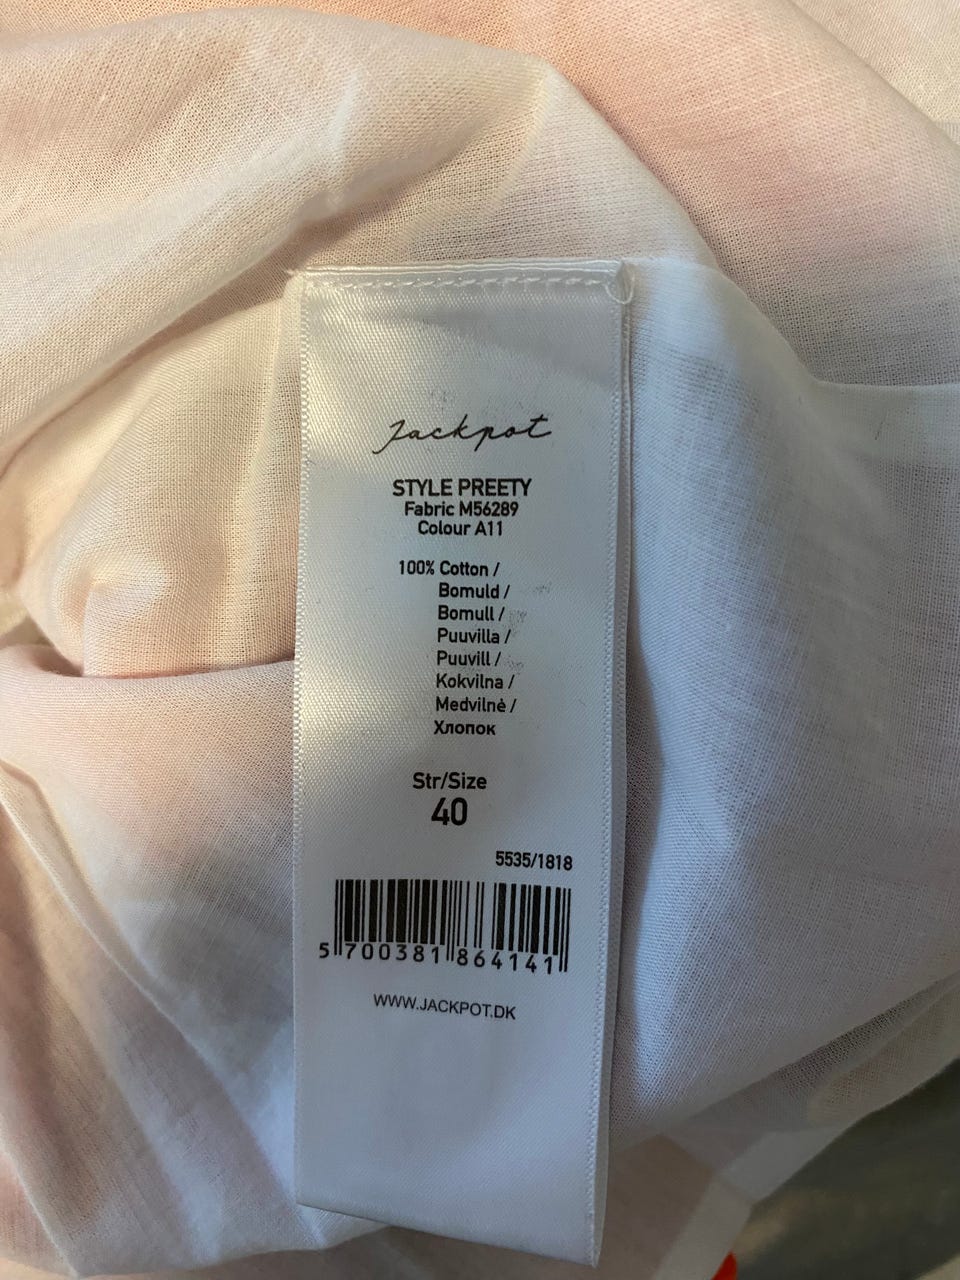 Jackpot
STYLE PREETY
Fabric M56289
Colour A11
100% Cotton /
Bomuld /
Bomull /
Puuvilla /
Puuvill /
Kokvilna /
Medvilnė /
Хлопок
Str/Size
40
5535/1818
5 700381 864141
WWW.JACKPOT.DK